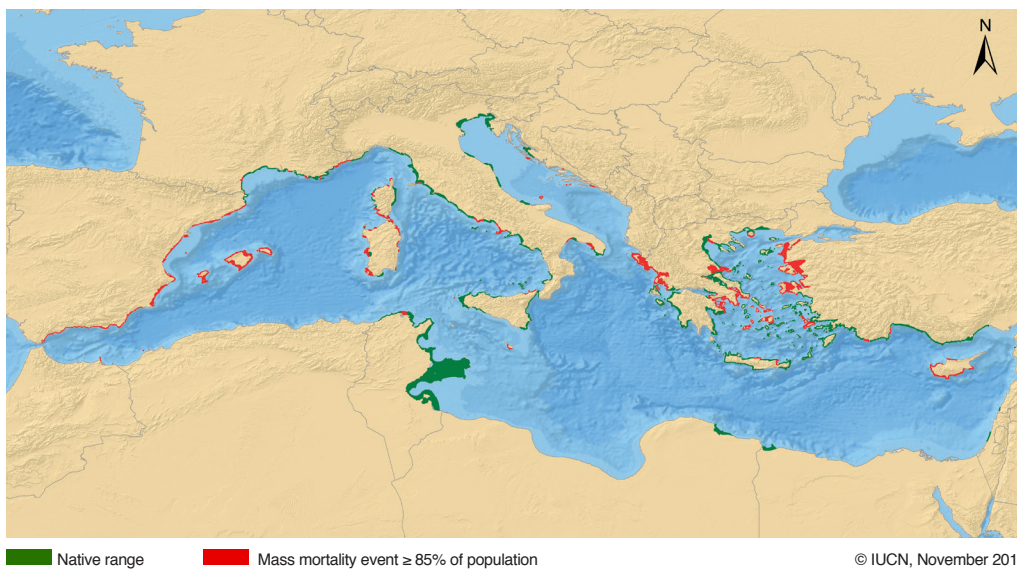 N
Native range
Mass mortality event ≥ 85% of population
© IUCN, November 201